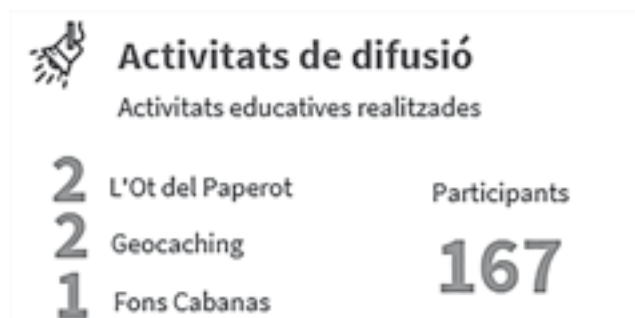 Activitats de difusió
Activitats educatives realitzades
2 L'Ot del Paperot
2 Geocaching
1 Fons Cabanas
Participants
167